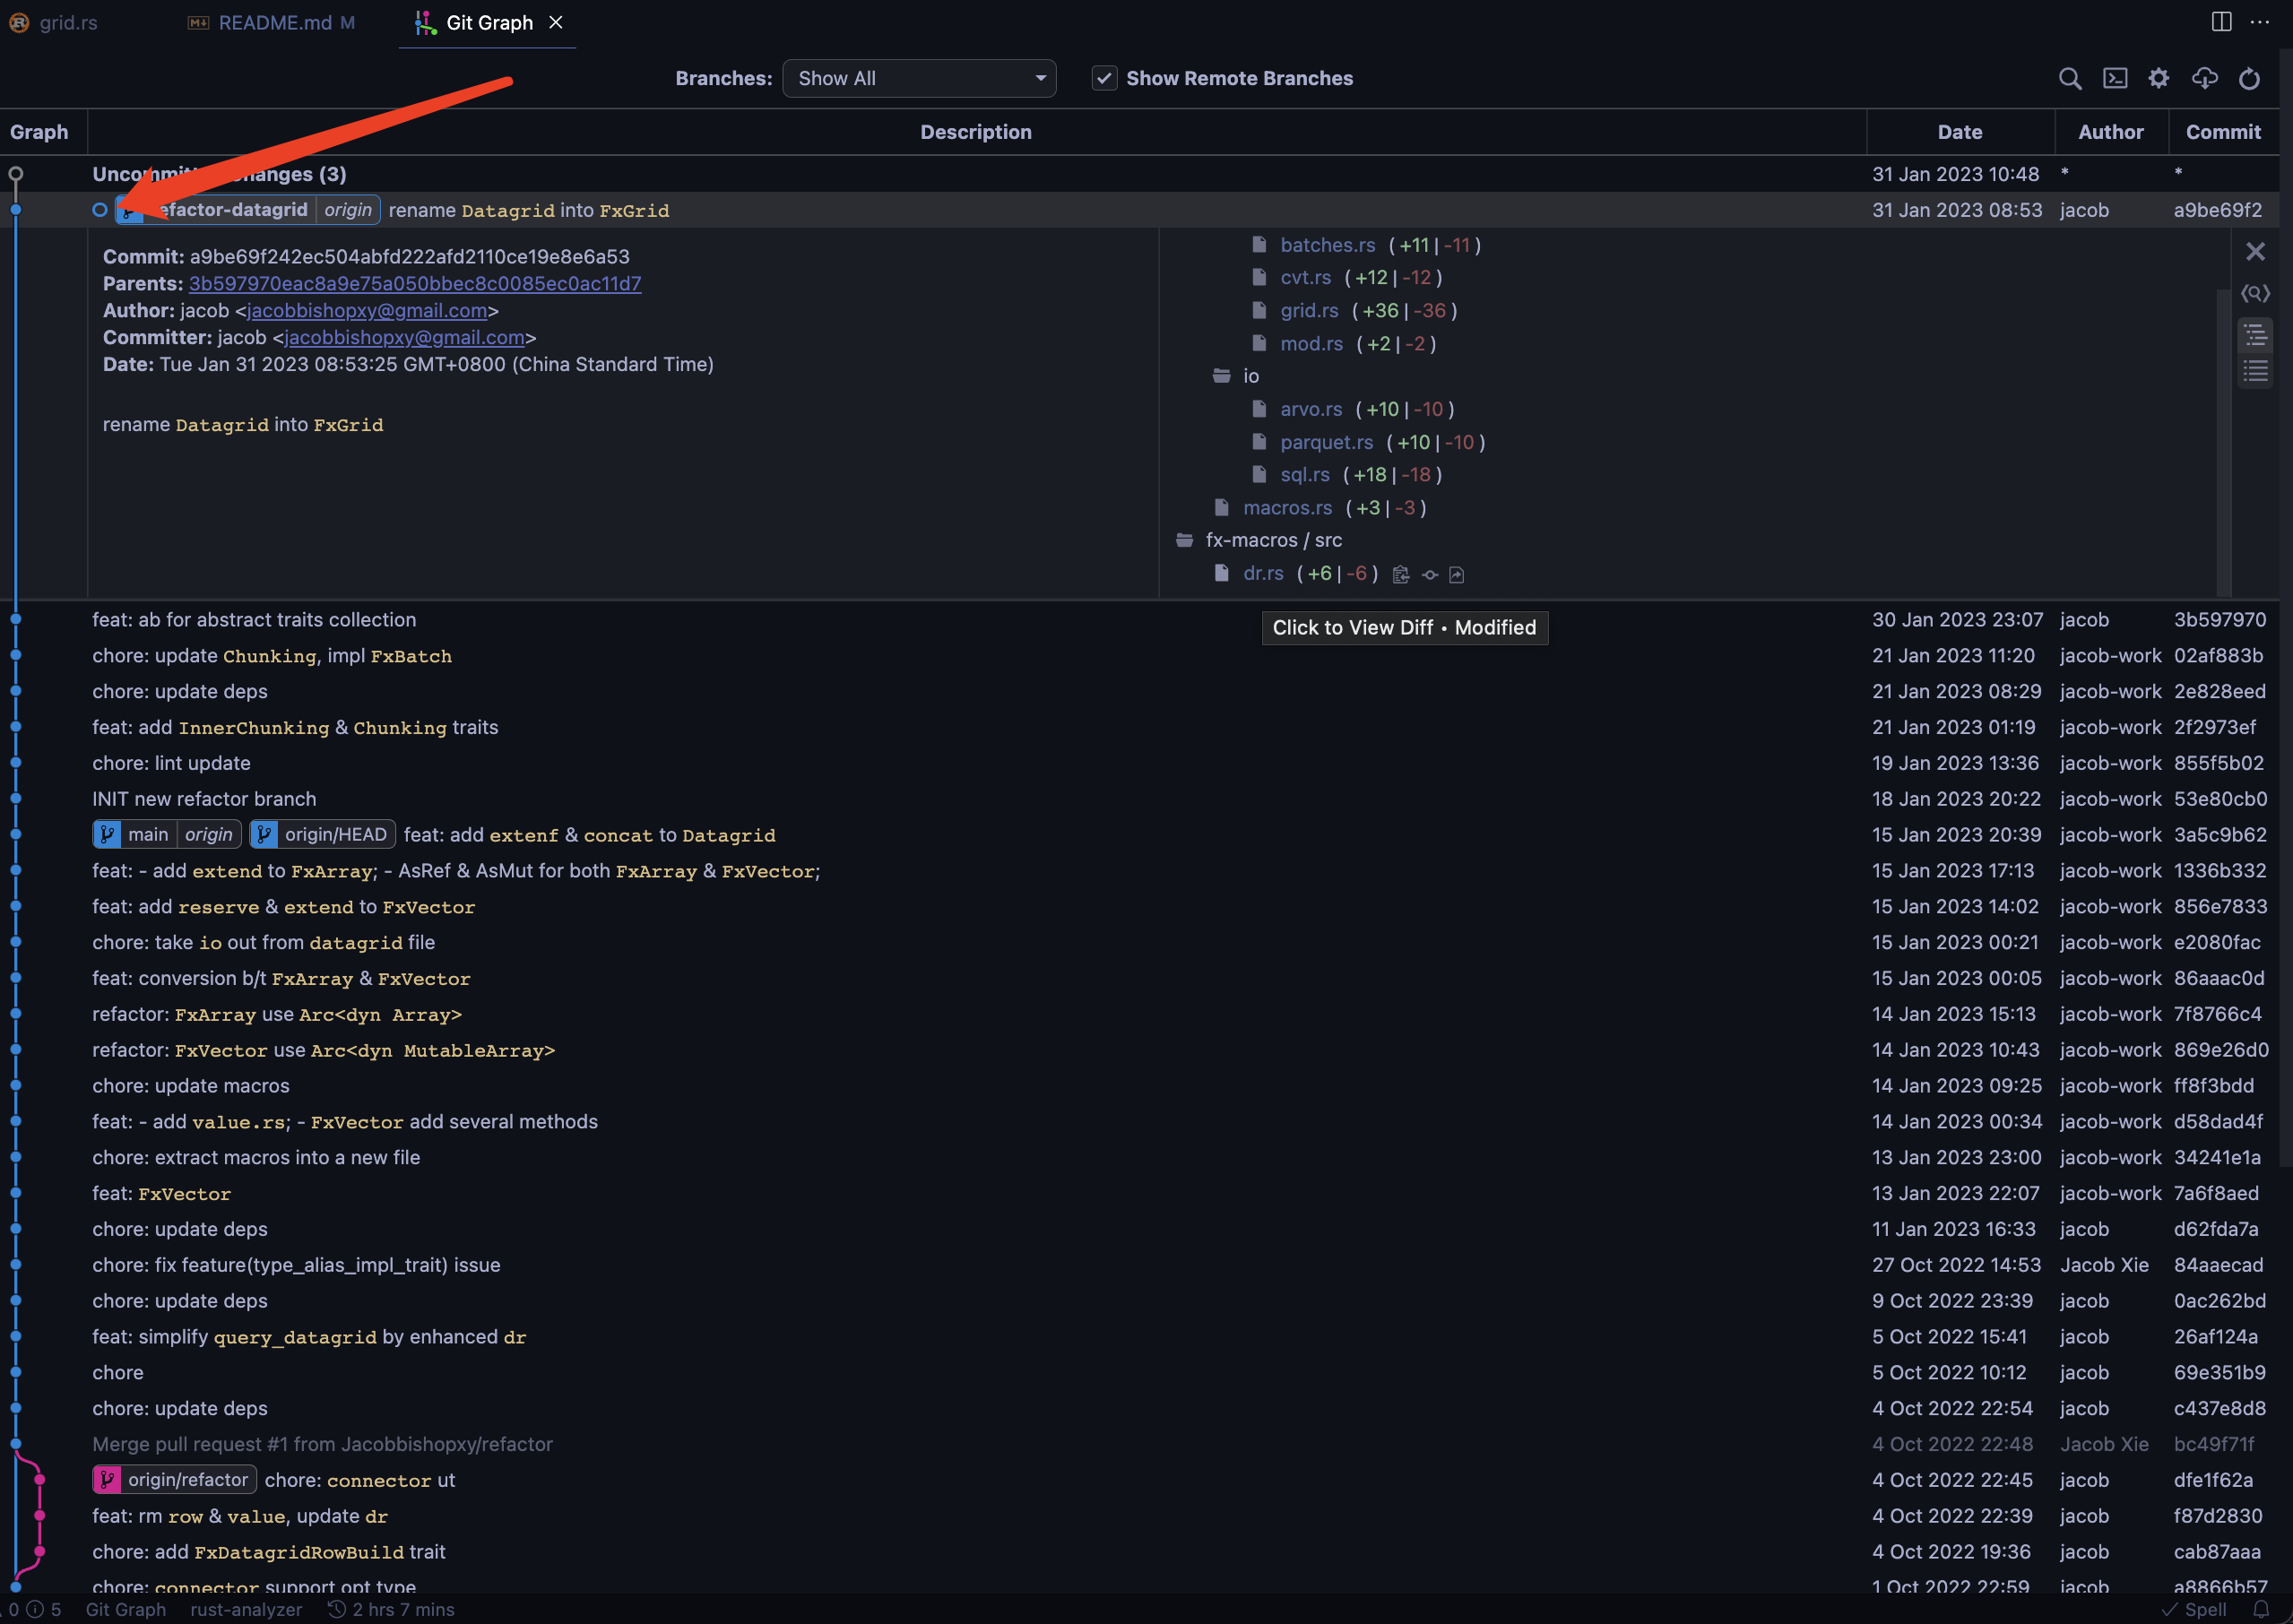 grid.rs README.md M Git Graph
Branches: Show All Show Remote Branches
Graph Description Date Author Commit
Changes (3) 31 Jan 2023 10:48 * *
origin rename Datagrid into FxGrid 31 Jan 2023 08:53 jacob a9be69f2
Commit: a9be69f242ec504abfd222afd2110ce19e8e6a53
Parents: 3b597970eac8a9e75a050bbec8c0085ec0ac11d7
Author: jacob <jacobbishopxy@gmail.com>
Committer: jacob <jacobbishopxy@gmail.com>
Date: Tue Jan 31 2023 08:53:25 GMT+0800 (China Standard Time)
rename Datagrid into FxGrid
batches.rs (+11|-11)
cvt.rs (+12|-12)
grid.rs (+36|-36)
mod.rs (+2|-2)
io
arvo.rs (+10|-10)
parquet.rs (+10|-10)
sql.rs (+18|-18)
macros.rs (+3|-3)
fx-macros / src
dr.rs (+6|-6)
Click to View Diff • Modified
feat: ab for abstract traits collection 30 Jan 2023 23:07 jacob 3b597970
chore: update Chunking, impl FxBatch 21 Jan 2023 11:20 jacob-work 02af883b
chore: update deps 21 Jan 2023 08:29 jacob-work 2e828eed
feat: add InnerChunking & Chunking traits 21 Jan 2023 01:19 jacob-work 2f2973ef
chore: lint update 19 Jan 2023 13:36 jacob-work 855f5b02
INIT new refactor branch 18 Jan 2023 20:22 jacob-work 53e80cb0
main origin origin/HEAD feat: add extenf & concat to Datagrid 15 Jan 2023 20:39 jacob-work 3a5c9b62
feat: - add extend to FxArray; - AsRef & AsMut for both FxArray & FxVector; 15 Jan 2023 17:13 jacob-work 1336b332
feat: add reserve & extend to FxVector 15 Jan 2023 14:02 jacob-work 856e7833
chore: take io out from datagrid file 15 Jan 2023 00:21 jacob-work e2080fac
feat: conversion b/t FxArray & FxVector 15 Jan 2023 00:05 jacob-work 86aaac0d
refactor: FxArray use Arc<dyn Array> 14 Jan 2023 15:13 jacob-work 7f8766c4
refactor: FxVector use Arc<dyn MutableArray> 14 Jan 2023 10:43 jacob-work 869e26d0
chore: update macros 14 Jan 2023 09:25 jacob-work ff8f3bdd
feat: - add value.rs; - FxVector add several methods 14 Jan 2023 00:34 jacob-work d58dad4f
chore: extract macros into a new file 13 Jan 2023 23:00 jacob-work 34241e1a
feat: FxVector 13 Jan 2023 22:07 jacob-work 7a6f8aed
chore: update deps 11 Jan 2023 16:33 jacob d62fda7a
chore: fix feature(type_alias_impl_trait) issue 27 Oct 2022 14:53 Jacob Xie 84aaecad
chore: update deps 9 Oct 2022 23:39 jacob 0ac262bd
feat: simplify query_datagrid by enhanced dr 5 Oct 2022 15:41 jacob 26af124a
chore 5 Oct 2022 10:12 jacob 69e351b9
chore: update deps 4 Oct 2022 22:54 jacob c437e8d8
Merge pull request #1 from Jacobbishopxy/refactor 4 Oct 2022 22:48 Jacob Xie bc49f71f
origin/refactor chore: connector ut 4 Oct 2022 22:45 jacob dfe1f62a
feat: rm row & value, update dr 4 Oct 2022 22:39 jacob f87d2830
chore: add FxDatagridRowBuild trait 4 Oct 2022 19:36 jacob cab87aaa
chore: connector support opt type 1 Oct 2022 22:59 jacob a8866b57
0 5 Git Graph rust-analyzer 2 hrs 7 mins Spell